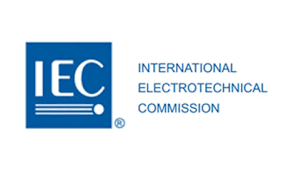 IEC
®
INTERNATIONAL
ELECTROTECHNICAL
COMMISSION